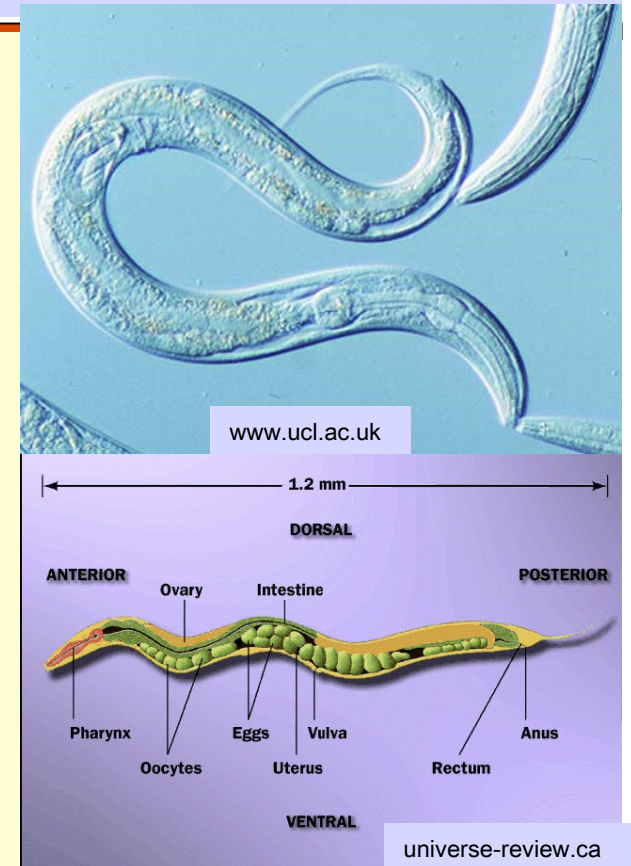 www.ucl.ac.uk
1.2 mm
DORSAL
ANTERIOR
POSTERIOR
Ovary
Intestine
Pharynx
Eggs
Vulva
Anus
Oocytes
Uterus
Rectum
VENTRAL
universe-review.ca